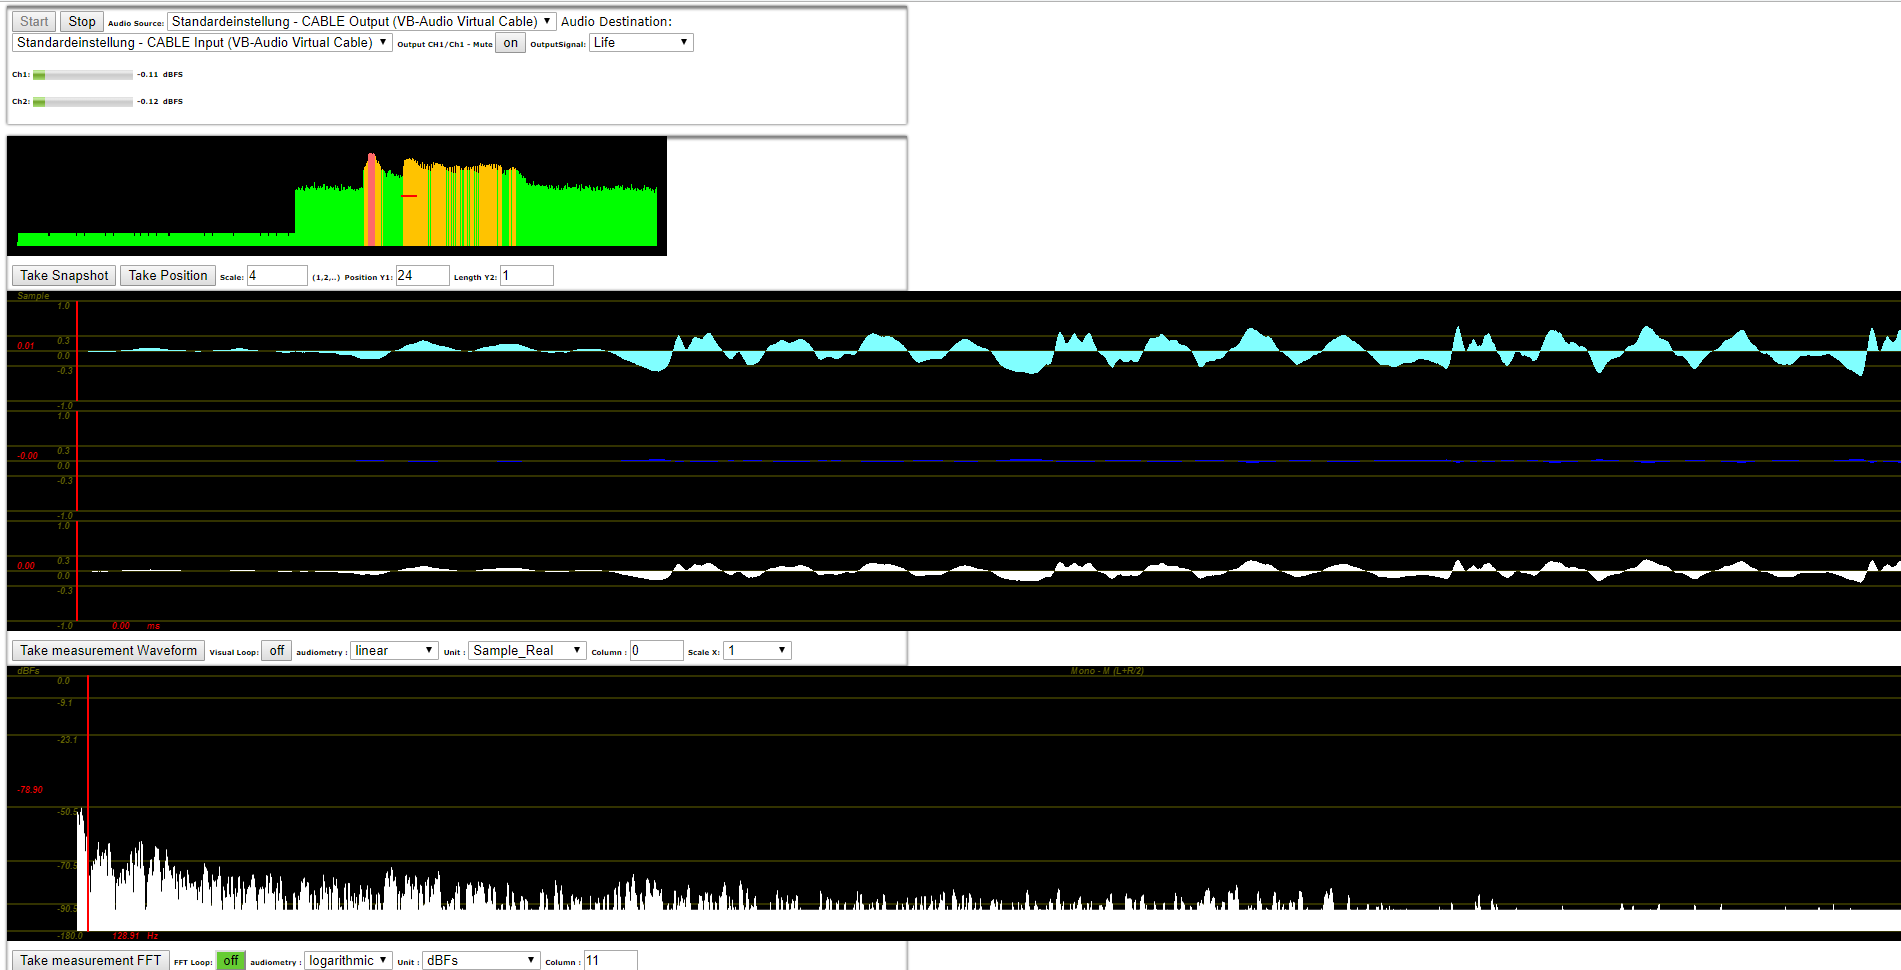 Start Stop Audio Source: Standardeinstellung - CABLE Output (VB-Audio Virtual Cable) Audio Destination:
Standardeinstellung - CABLE Input (VB-Audio Virtual Cable) Output CH1/Ch1 - Mute on OutputSignal: Life
Ch1: -0.11 dBFS
Ch2: -0.12 dBFS
Take Snapshot Take Position Scale: 4 (1,2,..) Position Y1: 24 Length Y2: 1
Sample
1.0
0.3
0.01
0.0
-0.3
-1.0
1.0
0.3
-0.00
0.0
-0.3
-1.0
1.0
0.3
0.00
0.0
-0.3
-1.0 0.00 ms
Take measurement Waveform Visual Loop: off audiometry : linear Unit : Sample_Real Column : 0 Scale X: 1
dBFs Mono - M (L+R/2)
0.0
-9.1
-23.1
-78.90
-50.5
-70.5
-90.5
-180.0 128.91 Hz
Take measurement FFT FFT Loop: off audiometry : logarithmic Unit : dBFs Column : 11